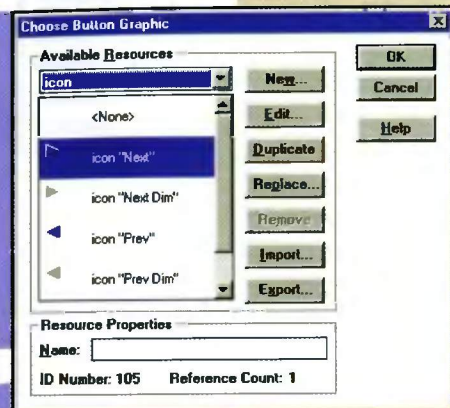 Choose Button Graphic
Available Resources
icon
<None>
icon "Next"
icon "Next Dim"
icon "Prev"
icon "Prev Dim"
New...
Edit...
Duplicate
Replace...
Remove
Import...
Export...
OK
Cancel
Help
Resource Properties
Name:
ID Number: 105 Reference Count: 1